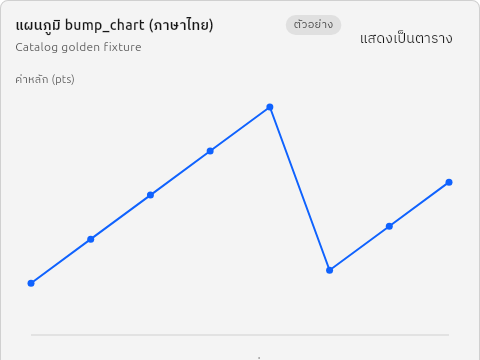 แผนภูมิ bump_chart (ภาษาไทย)
ตัวอย่าง
แสดงเป็นตาราง
Catalog golden fixture
ค่าหลัก (pts)